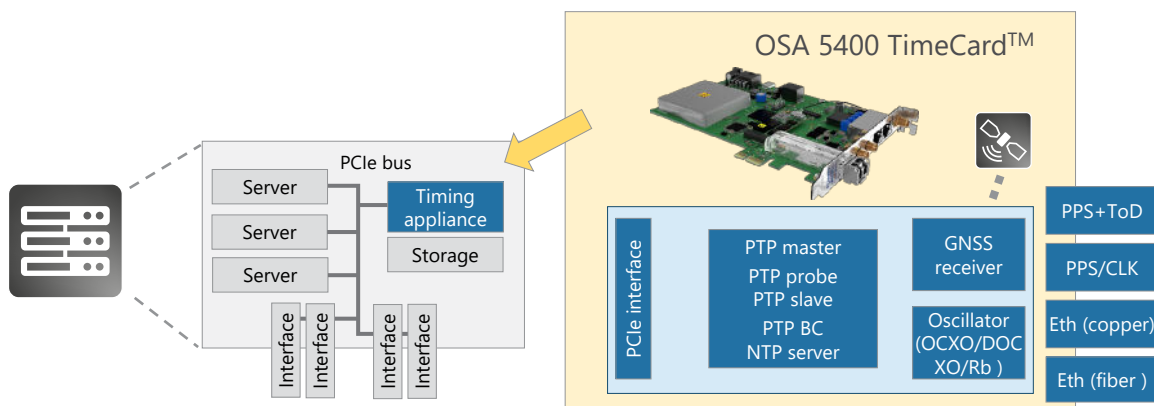 OSA 5400 TimeCard™
PCIe bus
Server
Server
Server
Timing
appliance
Storage
Interface
Interface
Interface
Interface
PCIe interface
PTP master
PTP probe
PTP slave
PTP BC
NTP server
GNSS
receiver
Oscillator
(OCXO/DOC
XO/Rb )
PPS+ToD
PPS/CLK
Eth (copper)
Eth (fiber )